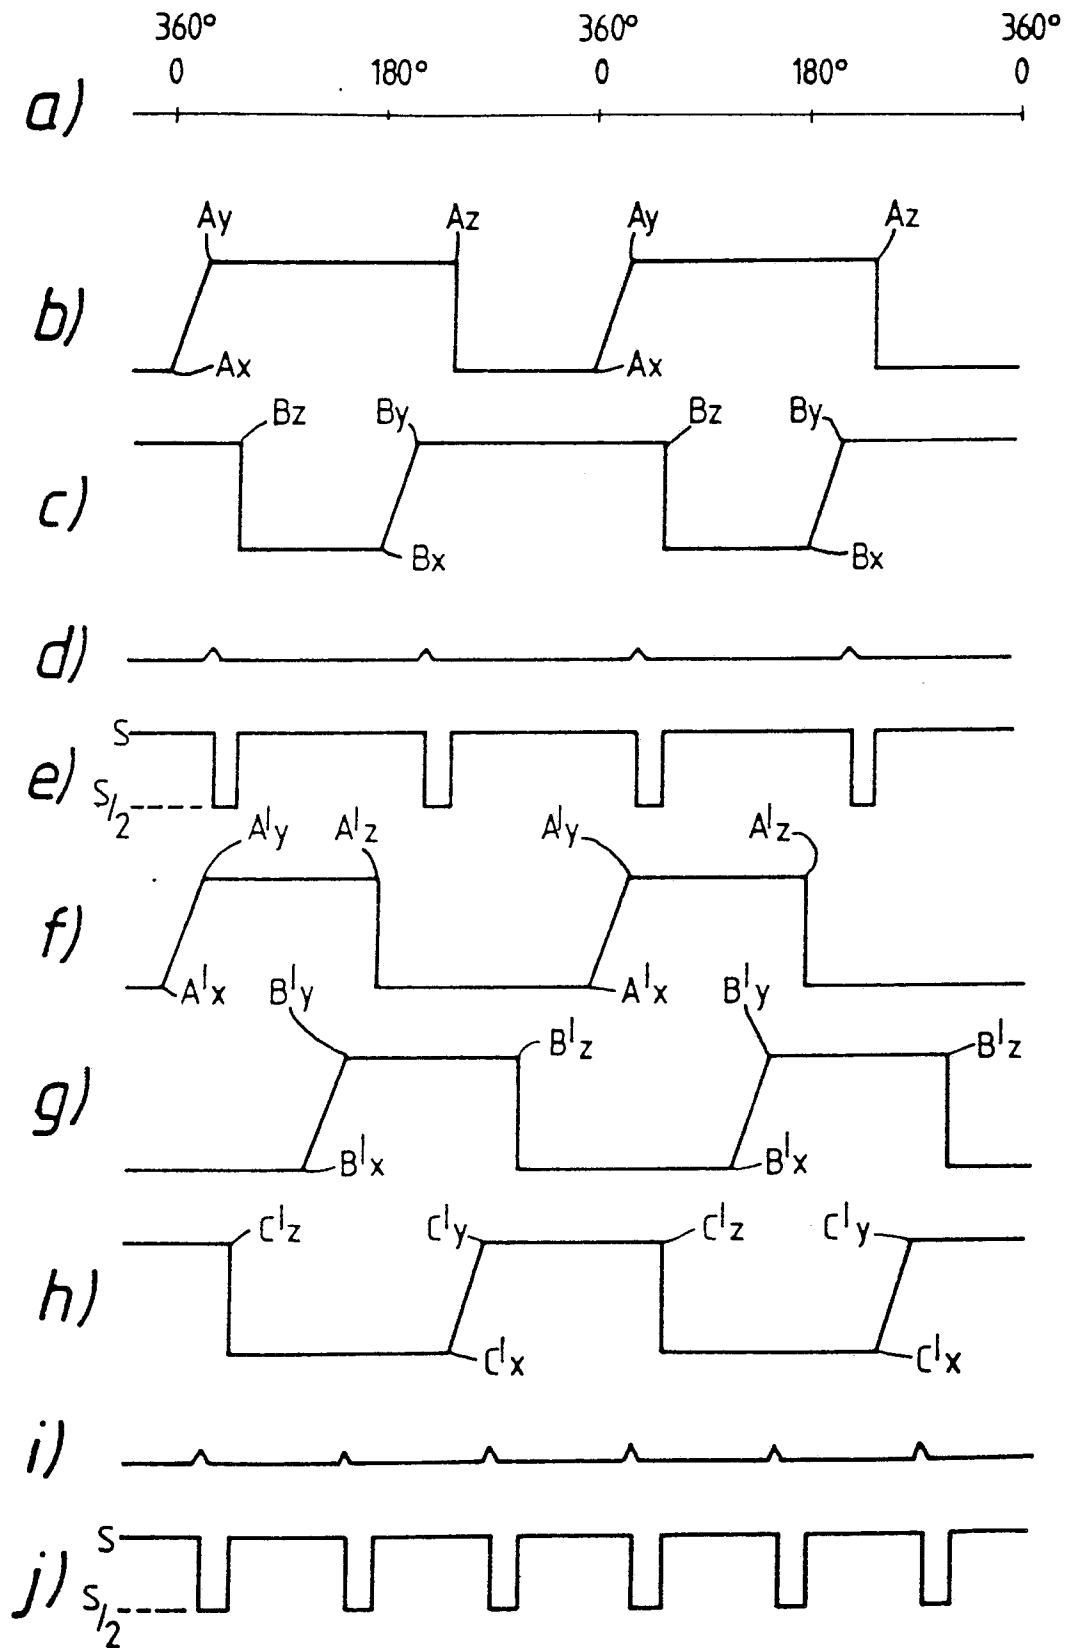 360° 360° 360°
0 180° 0 180° 0
a)
Ay Az Ay Az
b)
Ax Ax
Bz By Bz By
c)
Bx Bx
d)
S
e)
S/2
A'y A'z A'y A'z
f)
A'x B'y A'x B'y
B'z B'z
g)
B'x B'x
C'z C'y C'z C'y
h)
C'x C'x
i)
S
j)
S/2